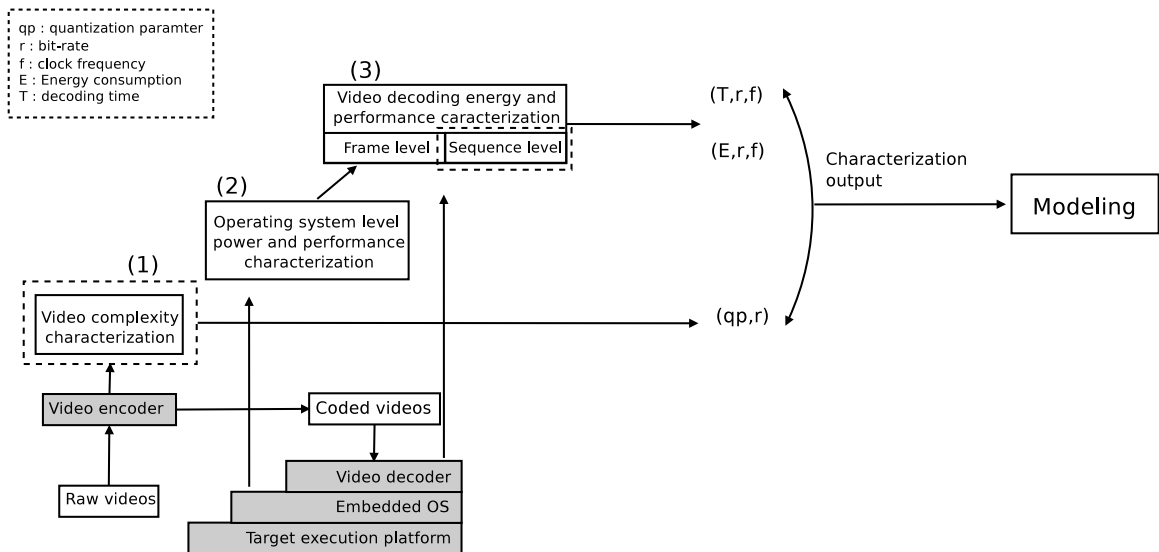 qp : quantization paramter
r : bit-rate
f : clock frequency
E : Energy consumption
T : decoding time
(3)
Video decoding energy and
performance caracterization
Frame level
Sequence level
(T,r,f)
(E,r,f)
Characterization
output
Modeling
(2)
Operating system level
power and performance
characterization
(1)
Video complexity
characterization
(qp,r)
Video encoder
Coded videos
Raw videos
Video decoder
Embedded OS
Target execution platform